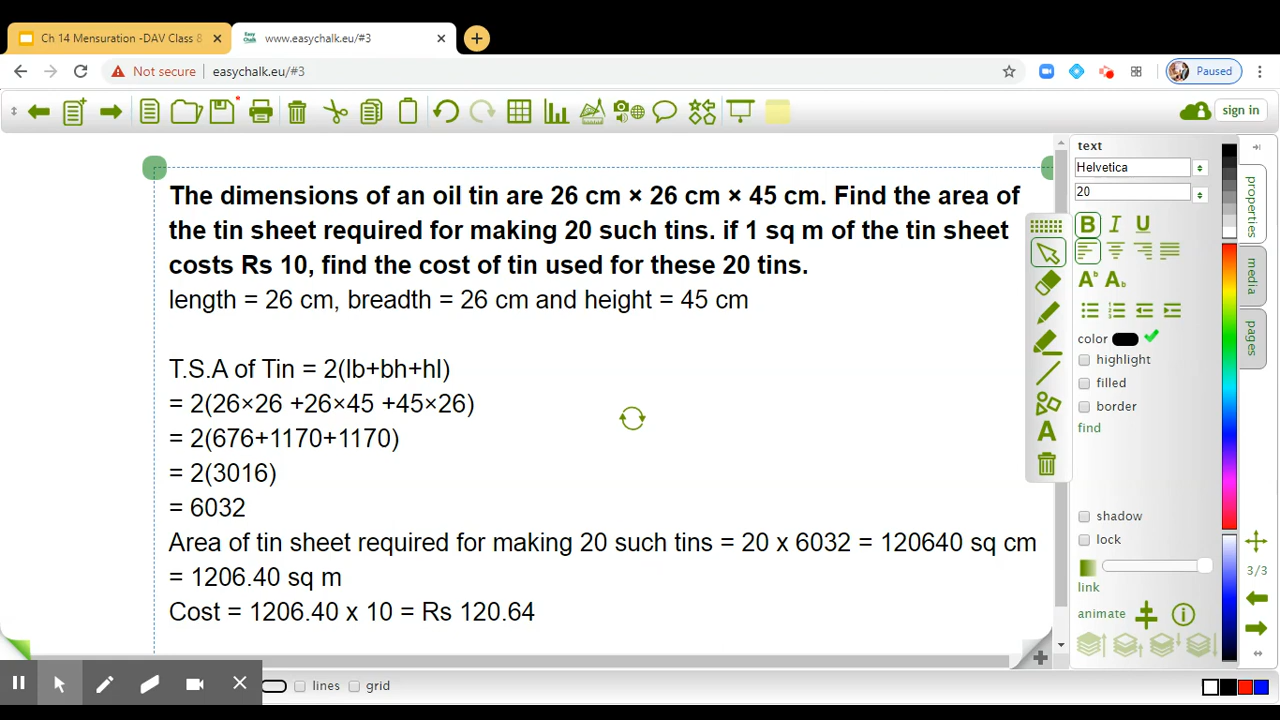 Ch 14 Mensuration -DAV Class 8
www.easychalk.eu/#3
Not secure
easychalk.eu/#3
Paused
sign in
The dimensions of an oil tin are 26 cm × 26 cm × 45 cm. Find the area of
the tin sheet required for making 20 such tins. if 1 sq m of the tin sheet
costs Rs 10, find the cost of tin used for these 20 tins.
length = 26 cm, breadth = 26 cm and height = 45 cm
T.S.A of Tin = 2(lb+bh+hl)
= 2(26×26 +26×45 +45×26)
= 2(676+1170+1170)
= 2(3016)
= 6032
Area of tin sheet required for making 20 such tins = 20 x 6032 = 120640 sq cm
= 1206.40 sq m
Cost = 1206.40 x 10 = Rs 120.64
text
Helvetica
20
B I U
color
highlight
filled
border
find
shadow
lock
link
animate
properties
media
pages
3/3
lines
grid